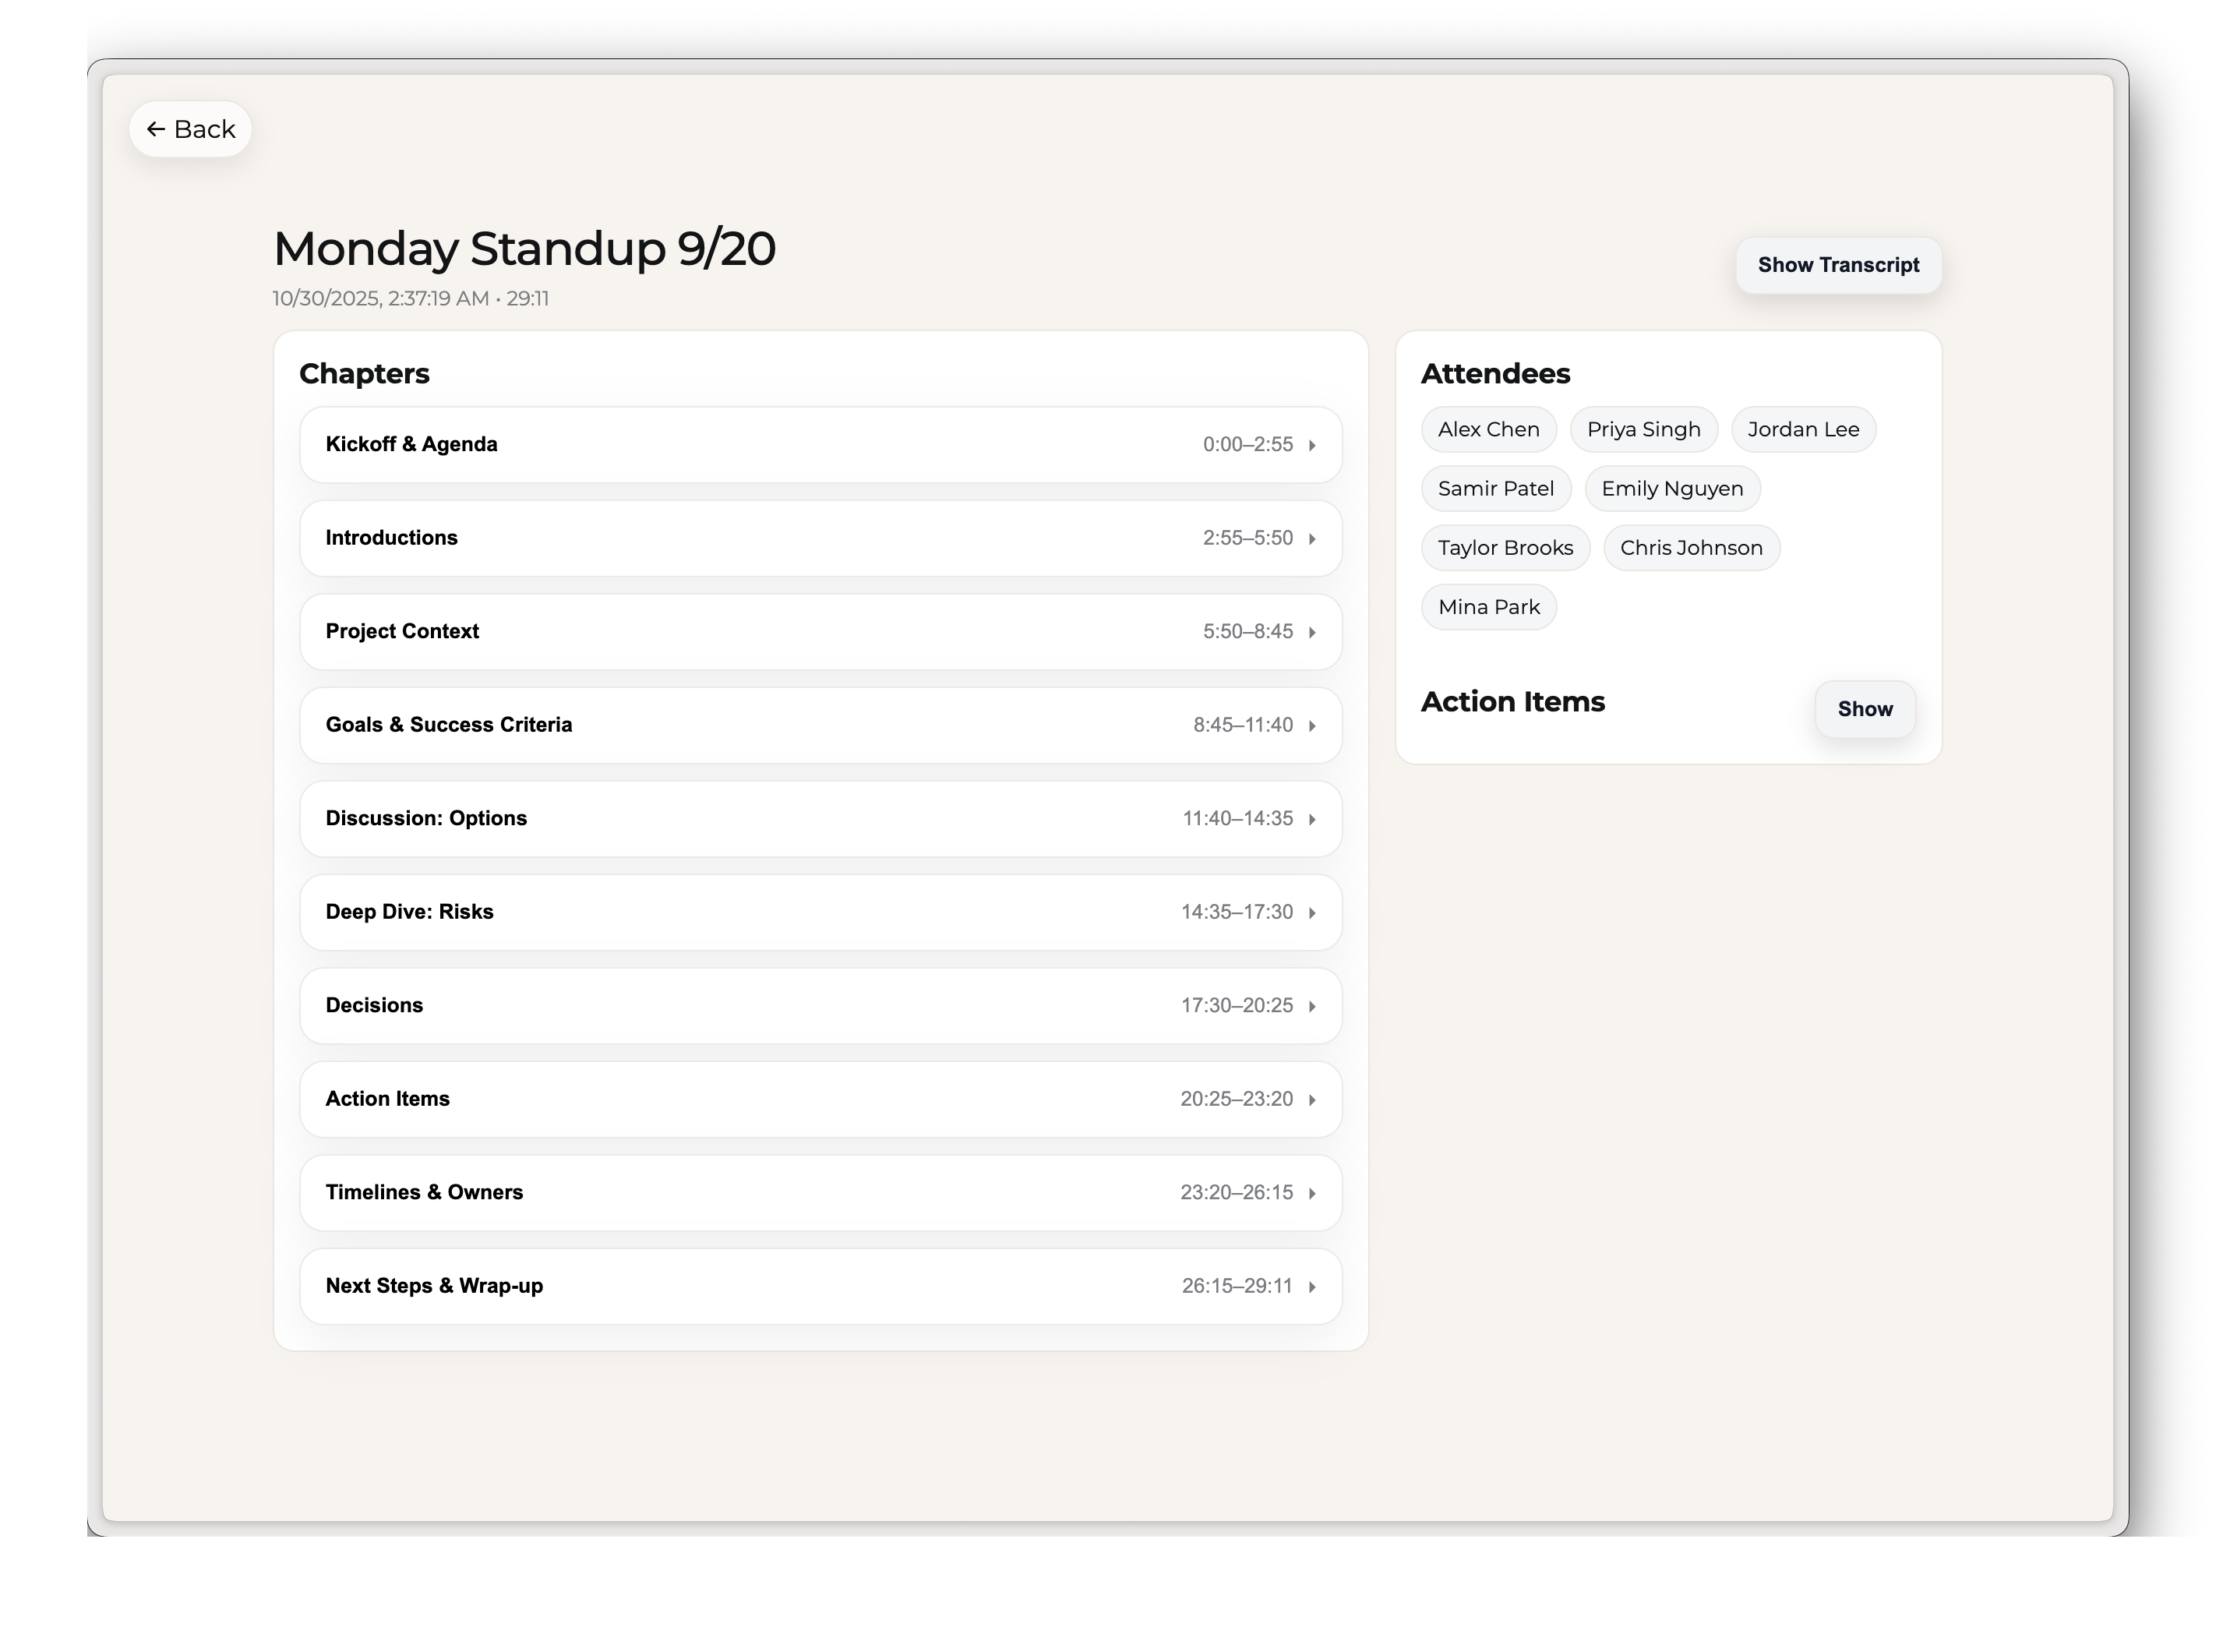 ← Back
Monday Standup 9/20
10/30/2025, 2:37:19 AM • 29:11
Show Transcript
Chapters
Kickoff & Agenda 0:00–2:55
Introductions 2:55–5:50
Project Context 5:50–8:45
Goals & Success Criteria 8:45–11:40
Discussion: Options 11:40–14:35
Deep Dive: Risks 14:35–17:30
Decisions 17:30–20:25
Action Items 20:25–23:20
Timelines & Owners 23:20–26:15
Next Steps & Wrap-up 26:15–29:11
Attendees
Alex Chen Priya Singh Jordan Lee
Samir Patel Emily Nguyen
Taylor Brooks Chris Johnson
Mina Park
Action Items Show